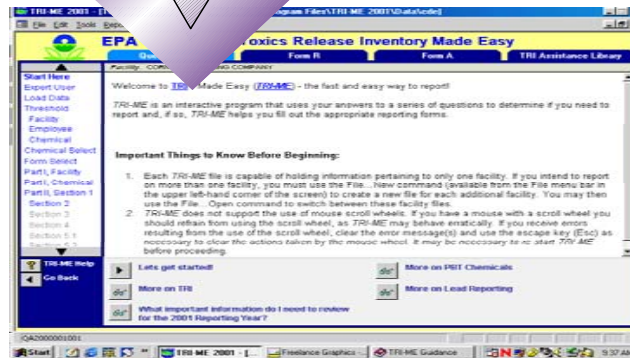 TRI-ME 2001 - [
ogram Files\TRI-ME 2001\Data\cde]
File Edit Tools
EPA
oxics Release Inventory Made Easy
Form R
Form A
TRI Assistance Library
Start Here
Expert User
Load Data
Threshold
Facility
Employee
Chemical
Chemical Select
Form Select
Part I, Facility
Part I, Chemical
Part II, Section 1
Section 2
Section 3
Section 4
Section 5.1
TRI-ME Help
Go Back
Facility:
COMPANY
Welcome to TRI Made Easy (TRI-ME) - the fast and easy way to report!
TRI-ME is an interactive program that uses your answers to a series of questions to determine if you need to
report and, if so, TRI-ME helps you fill out the appropriate reporting forms.
Important Things to Know Before Beginning:
1. Each TRI-ME file is capable of holding information pertaining to only one facility. If you intend to report
on more than one facility, you must use the File...New command (available from the File menu bar in
the upper left-hand corner of the screen) to create a new file for each additional facility. You may then
use the File...Open command to switch between these facility files.
2. TRI-ME does not support the use of mouse scroll wheels. If you have a mouse with a scroll wheel you
should refrain from using the scroll wheel, as TRI-ME may behave erratically. If you receive errors
resulting from the use of the scroll wheel, clear the error message(s) and use the escape key (Esc) as
necessary to clear the actions taken by the mouse wheel. It may be necessary to re start TRI-ME
before proceeding.
Lets get started!
More on PBT Chemicals
More on TRI
More on Lead Reporting
What important information do I need to review
for the 2001 Reporting Year?
QA2000001001
Start
TRI-ME 2001 - [...
Freelance Graphics -...
TRI-ME Guidance
9:37 AM